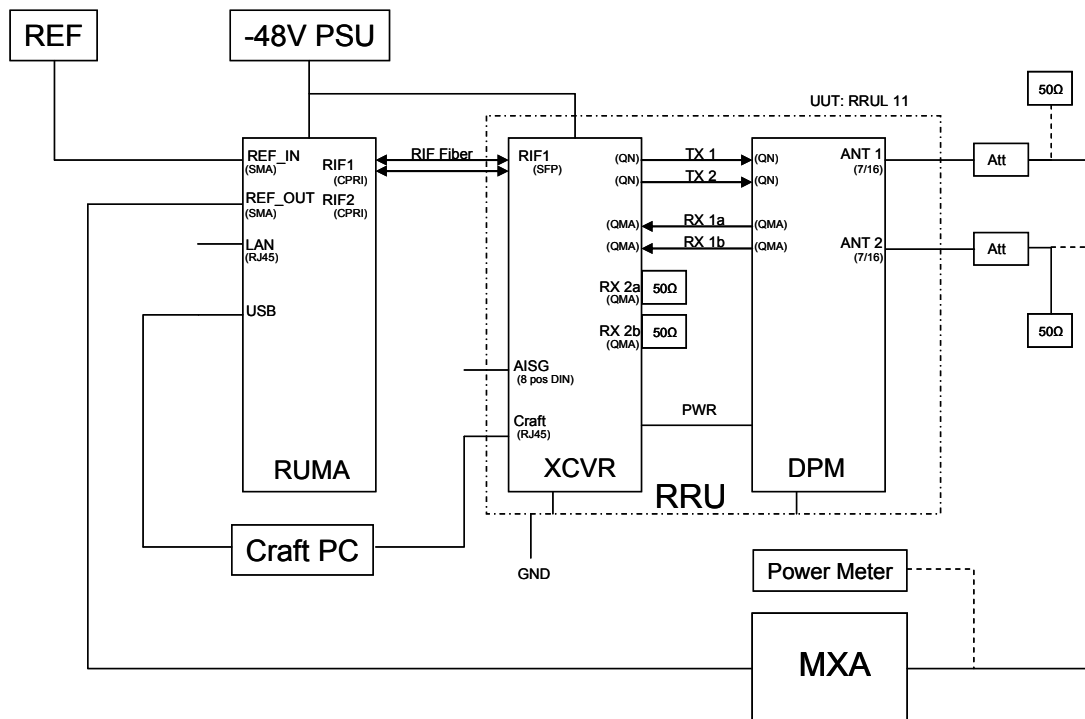 REF
-48V PSU
50Ω
UUT: RRUL 11
REF_IN
(SMA)
RIF1
(CPRI)
RIF Fiber
RIF1
(SFP)
(QN)
TX 1
(QN)
ANT 1
(7/16)
Att
(QN)
TX 2
(QN)
REF_OUT
(SMA)
RIF2
(CPRI)
(QMA)
RX 1a
(QMA)
(QMA)
RX 1b
(QMA)
ANT 2
(7/16)
Att
LAN
(RJ45)
RX 2a
(QMA)
50Ω
USB
RX 2b
(QMA)
50Ω
50Ω
AISG
(8 pos DIN)
Craft
(RJ45)
PWR
RUMA
XCVR
DPM
RRU
Craft PC
GND
Power Meter
MXA